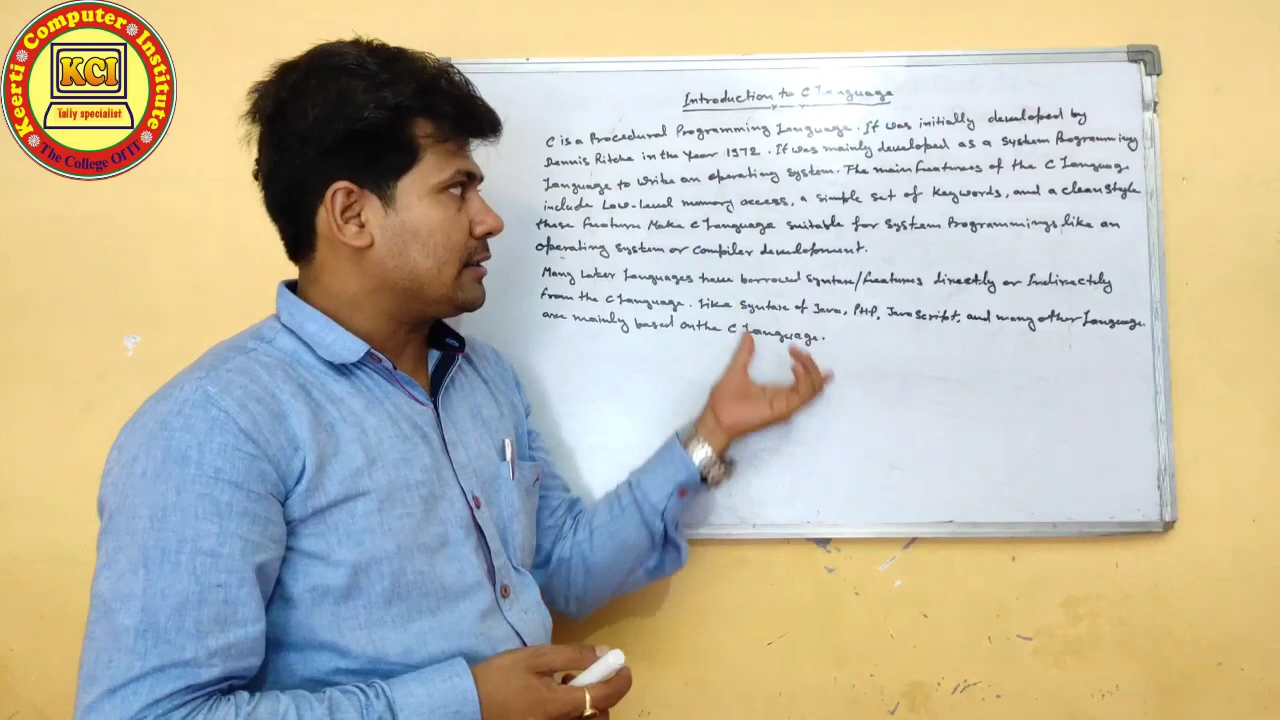 Keerti Computer Institute
KCI
Tally specialist
The College Of IT
Introduction to C Language
C is a Procedural Programming Language. It was initially developed by
Dennis Ritche in the year 1972. It was mainly developed as a System Programming
Language to write an operating system. The main features of the C Language
include Low-level memory access, a simple set of keywords, and a clean style
these features Make C Language suitable for System Programmings like an
operating system or compiler development.
Many Later Languages have borrowed syntax/features directly or Indirectly
from the C Language. Like syntax of Java, PHP, JavaScript, and many other Language
are mainly based on the C Language.